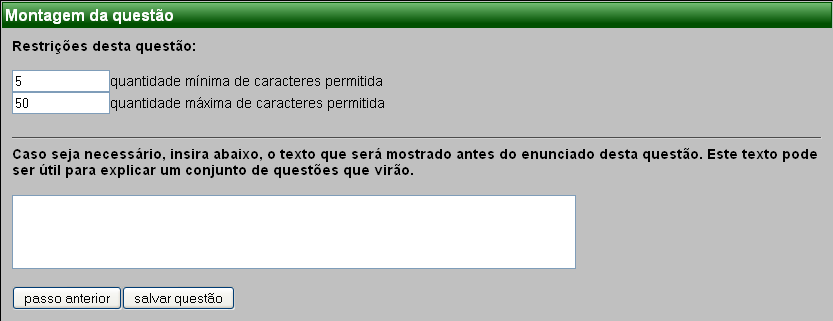 Montagem da questão
Restrições desta questão:
5 quantidade mínima de caracteres permitida
50 quantidade máxima de caracteres permitida
Caso seja necessário, insira abaixo, o texto que será mostrado antes do enunciado desta questão. Este texto pode
ser útil para explicar um conjunto de questões que virão.
passo anterior salvar questão